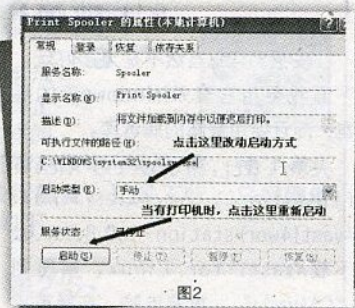 Print Spooler 的属性(本地计算机)
常规 登录 恢复 依存关系
服务名称: Spooler
显示名称(N): Print Spooler
描述(D): 将文件加载到内存中以便迟后打印。
可执行文件的路径(H): 点击这里改动启动方式
C:\WINDOWS\system32\spoolsv.exe
启动类型(E): 手动
当有打印机时，点击这里重新启动
服务状态: 已停止
启动(S) 停止(T) 暂停(P) 恢复(R)
图2